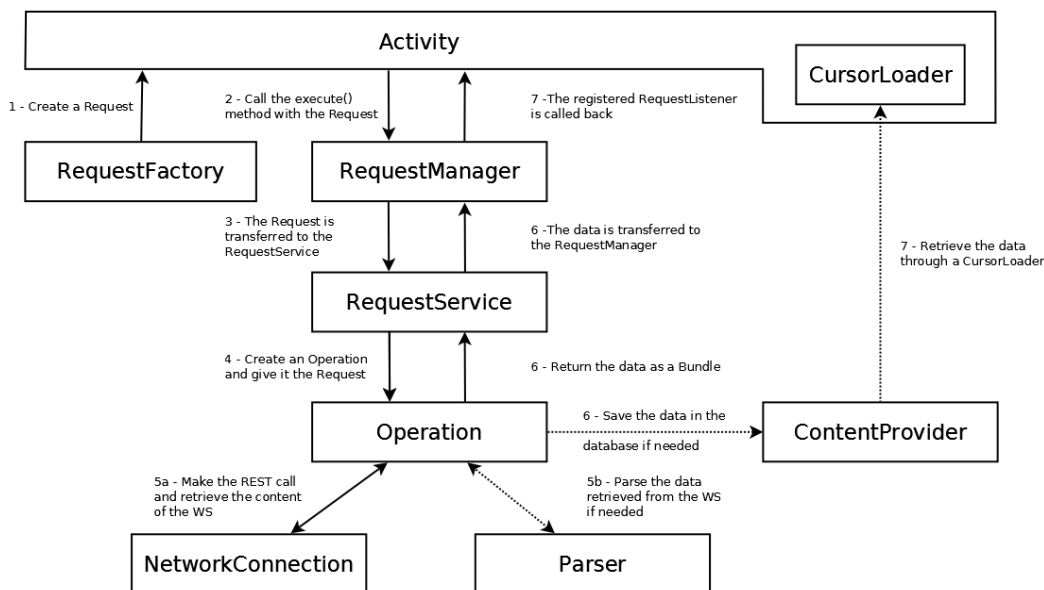 Activity
CursorLoader
1 - Create a Request
2 - Call the execute()
method with the Request
7 -The registered RequestListener
is called back
RequestFactory
RequestManager
3 - The Request is
transferred to the
RequestService
6 -The data is transferred to
the RequestManager
7 - Retrieve the data
through a CursorLoader
RequestService
4 - Create an Operation
and give it the Request
6 - Return the data as a Bundle
Operation
6 - Save the data in the
database if needed
ContentProvider
5a - Make the REST call
and retrieve the content
of the WS
5b - Parse the data
retrieved from the WS
if needed
NetworkConnection
Parser